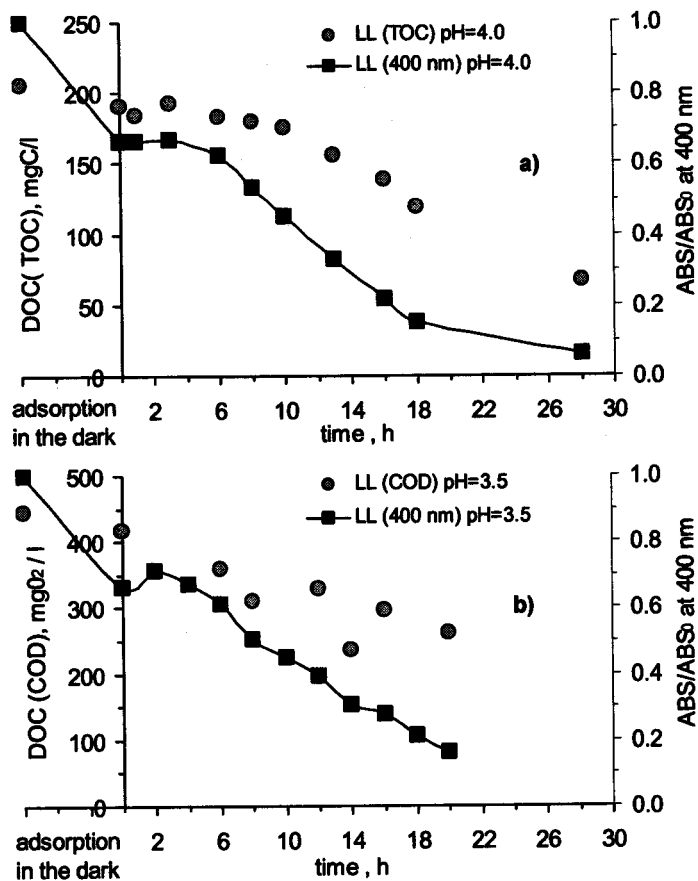 250
200
150
100
50
0
DOC( TOC), mgC/l
LL (TOC) pH=4.0
LL (400 nm) pH=4.0
a)
1.0
0.8
0.6
0.4
0.2
0.0
ABS/ABS0 at 400 nm
adsorption
in the dark
2 6 10 14 18 22 26 30
time , h
500
400
300
200
100
0
DOC (COD), mg02 / l
LL (COD) pH=3.5
LL (400 nm) pH=3.5
b)
1.0
0.8
0.6
0.4
0.2
0.0
ABS/ABS0 at 400 nm
adsorption
in the dark
2 6 10 14 18 22 26 30
time , h